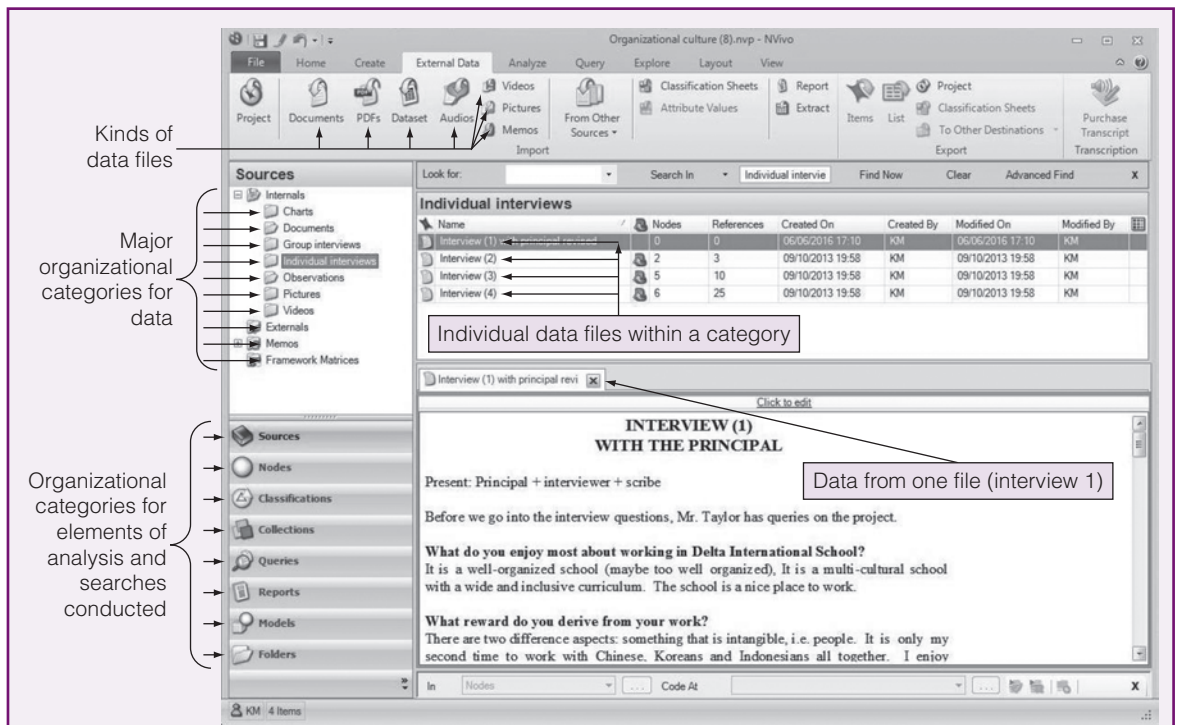 Organizational culture (8).nvp - NVivo
File Home Create External Data Analyze Query Explore Layout View
Project Documents PDFs Dataset Audios
Videos
Pictures
Memos
From Other
Sources
Import
Classification Sheets
Attribute Values
Report
Extract
Items List
Project
Classification Sheets
To Other Destinations
Export
Purchase
Transcript
Transcription
Kinds of
data files
Sources
Internals
Charts
Documents
Group interviews
Individual interviews
Observations
Pictures
Videos
Externals
Memos
Framework Matrices
Major
organizational
categories for
data
Look for: Search In Individual intervie Find Now Clear Advanced Find X
Individual interviews
Name Nodes References Created On Created By Modified On Modified By
Interview (1) with principal revised 0 0 06/06/2016 17:10 KM 06/06/2016 17:10 KM
Interview (2) 2 3 09/10/2013 19:58 KM 09/10/2013 19:58 KM
Interview (3) 5 10 09/10/2013 19:58 KM 09/10/2013 19:58 KM
Interview (4) 6 25 09/10/2013 19:58 KM 09/10/2013 19:58 KM
Individual data files within a category
Interview (1) with principal revi
Click to edit
INTERVIEW (1)
WITH THE PRINCIPAL
Data from one file (interview 1)
Present: Principal + interviewer + scribe
Before we go into the interview questions, Mr. Taylor has queries on the project.
What do you enjoy most about working in Delta International School?
It is a well-organized school (maybe too well organized), It is a multi-cultural school
with a wide and inclusive curriculum. The school is a nice place to work.
What reward do you derive from your work?
There are two difference aspects: something that is intangible, i.e. people. It is only my
second time to work with Chinese, Koreans and Indonesians all together. I enjoy
Organizational
categories for
elements of
analysis and
searches
conducted
Sources
Nodes
Classifications
Collections
Queries
Reports
Models
Folders
In Nodes ... Code At ... X
KM 4 Items